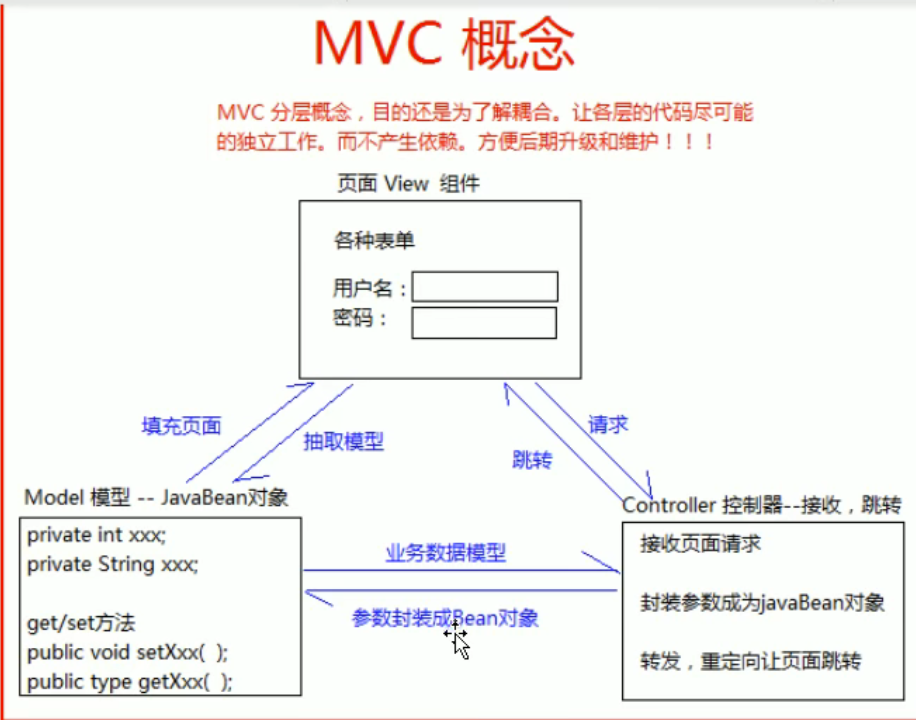 MVC 概念
MVC 分层概念，目的还是为了解耦合。让各层的代码尽可能
的独立工作。而不产生依赖。方便后期升级和维护！！！
页面 View 组件
各种表单
用户名：
密码：
填充页面
抽取模型
请求
跳转
Model 模型 -- JavaBean对象
private int xxx;
private String xxx;
get/set方法
public void setXxx( );
public type getXxx( );
业务数据模型
参数封装成Bean对象
Controller 控制器--接收，跳转
接收页面请求
封装参数成为javaBean对象
转发，重定向让页面跳转